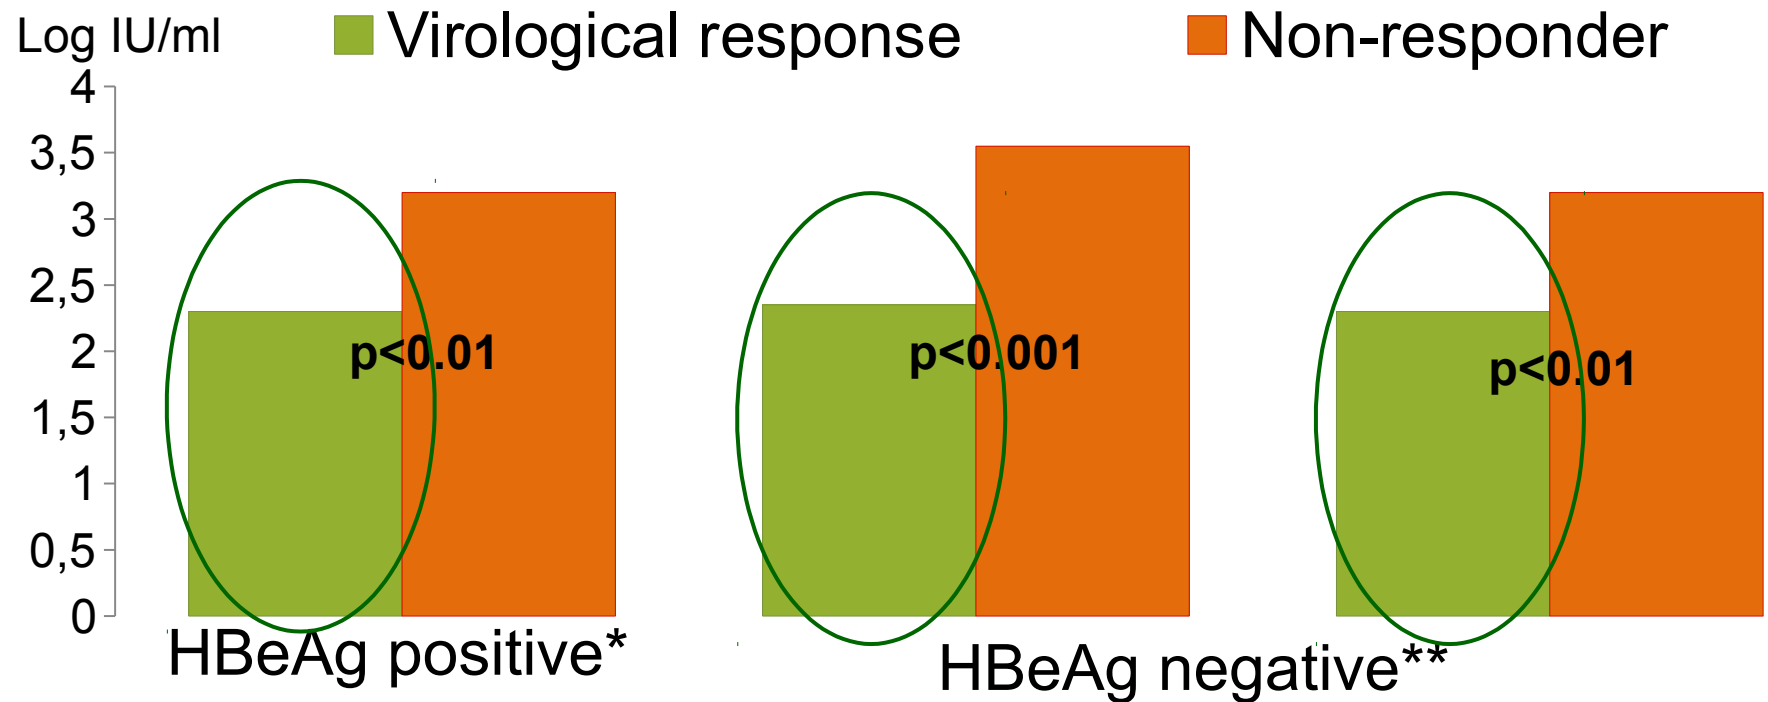 Log IU/ml
Virological response
Non-responder
4
3,5
3
2,5
2
1,5
1
0,5
0
p<0.01
p<0.001
p<0.01
HBeAg positive*
HBeAg negative**